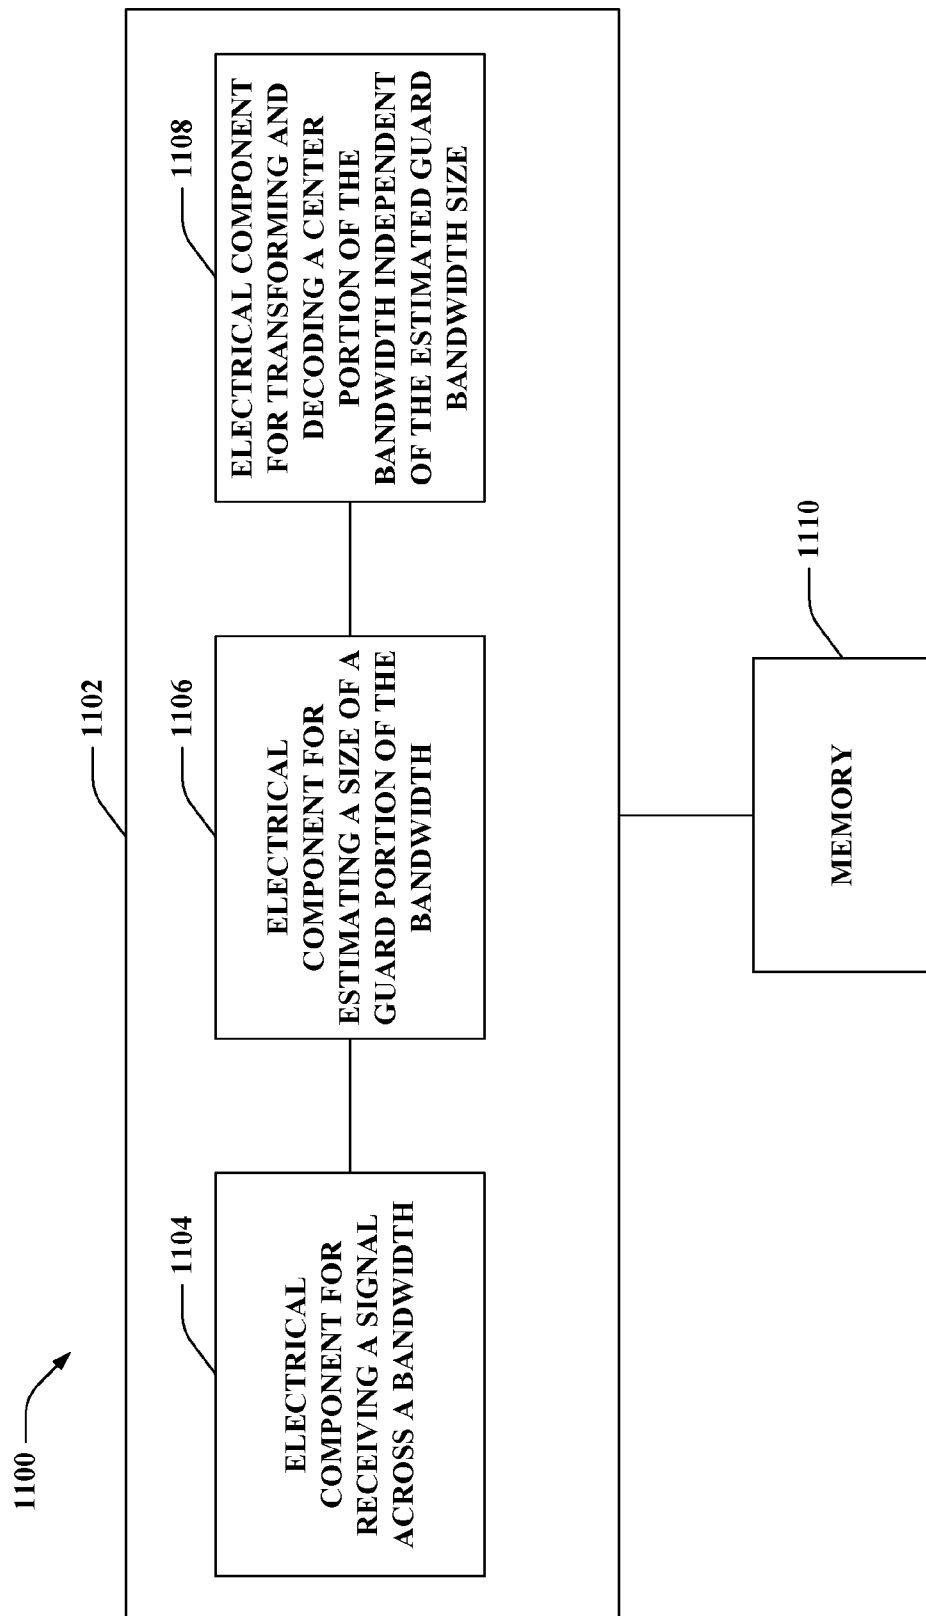 1100
1102
1104
ELECTRICAL
COMPONENT FOR
RECEIVING A SIGNAL
ACROSS A BANDWIDTH
1106
ELECTRICAL
COMPONENT FOR
ESTIMATING A SIZE OF A
GUARD PORTION OF THE
BANDWIDTH
1108
ELECTRICAL COMPONENT
FOR TRANSFORMING AND
DECODING A CENTER
PORTION OF THE
BANDWIDTH INDEPENDENT
OF THE ESTIMATED GUARD
BANDWIDTH SIZE
1110
MEMORY